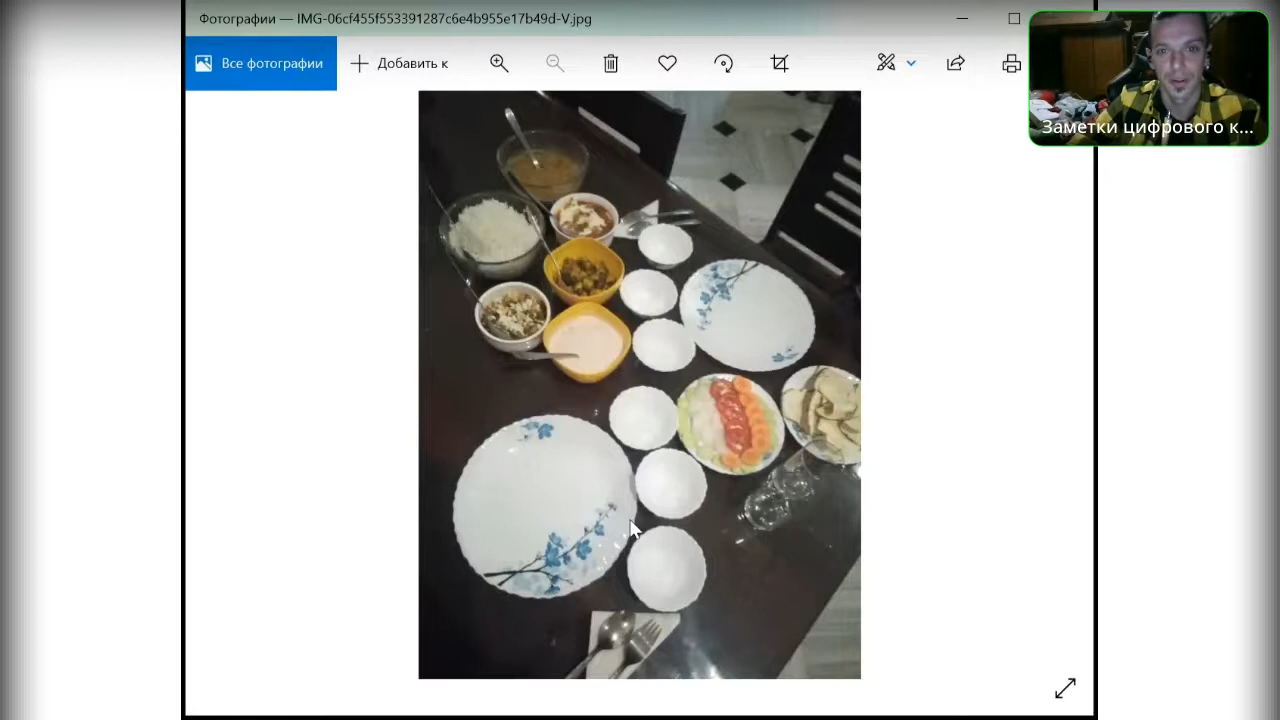 Фотографии — IMG-06cf455f553391287c6e4b955e17b49d-V.jpg
Все фотографии
Добавить к
Заметки цифрового к...